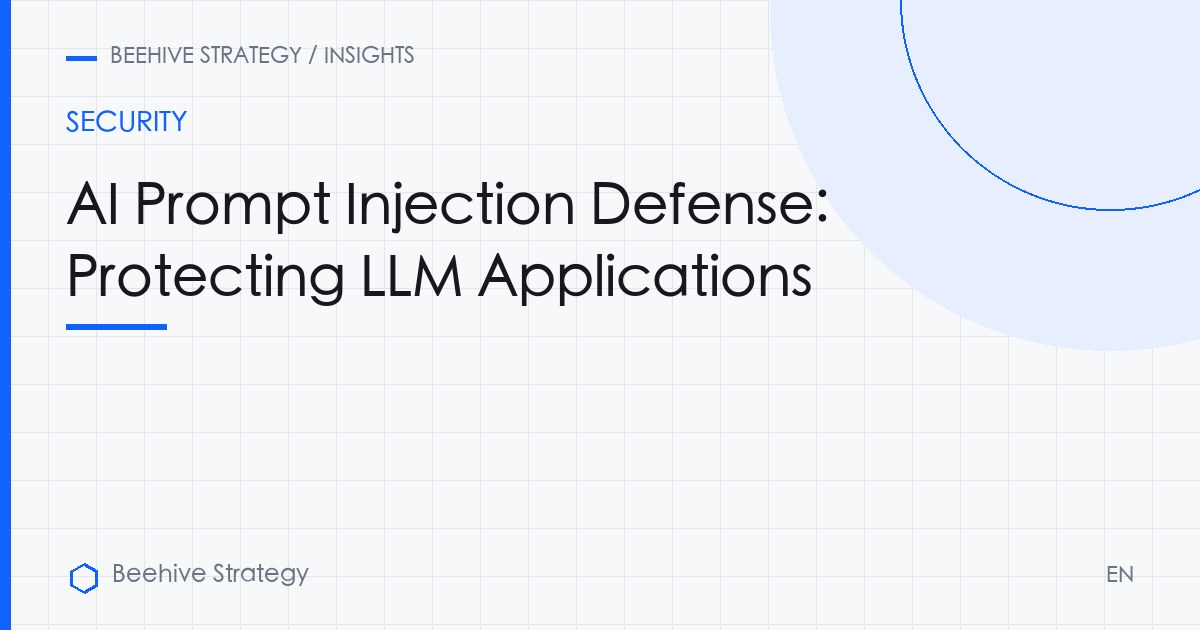 BEEHIVE STRATEGY / INSIGHTS
SECURITY
AI Prompt Injection Defense:
Protecting LLM Applications
Beehive Strategy
EN